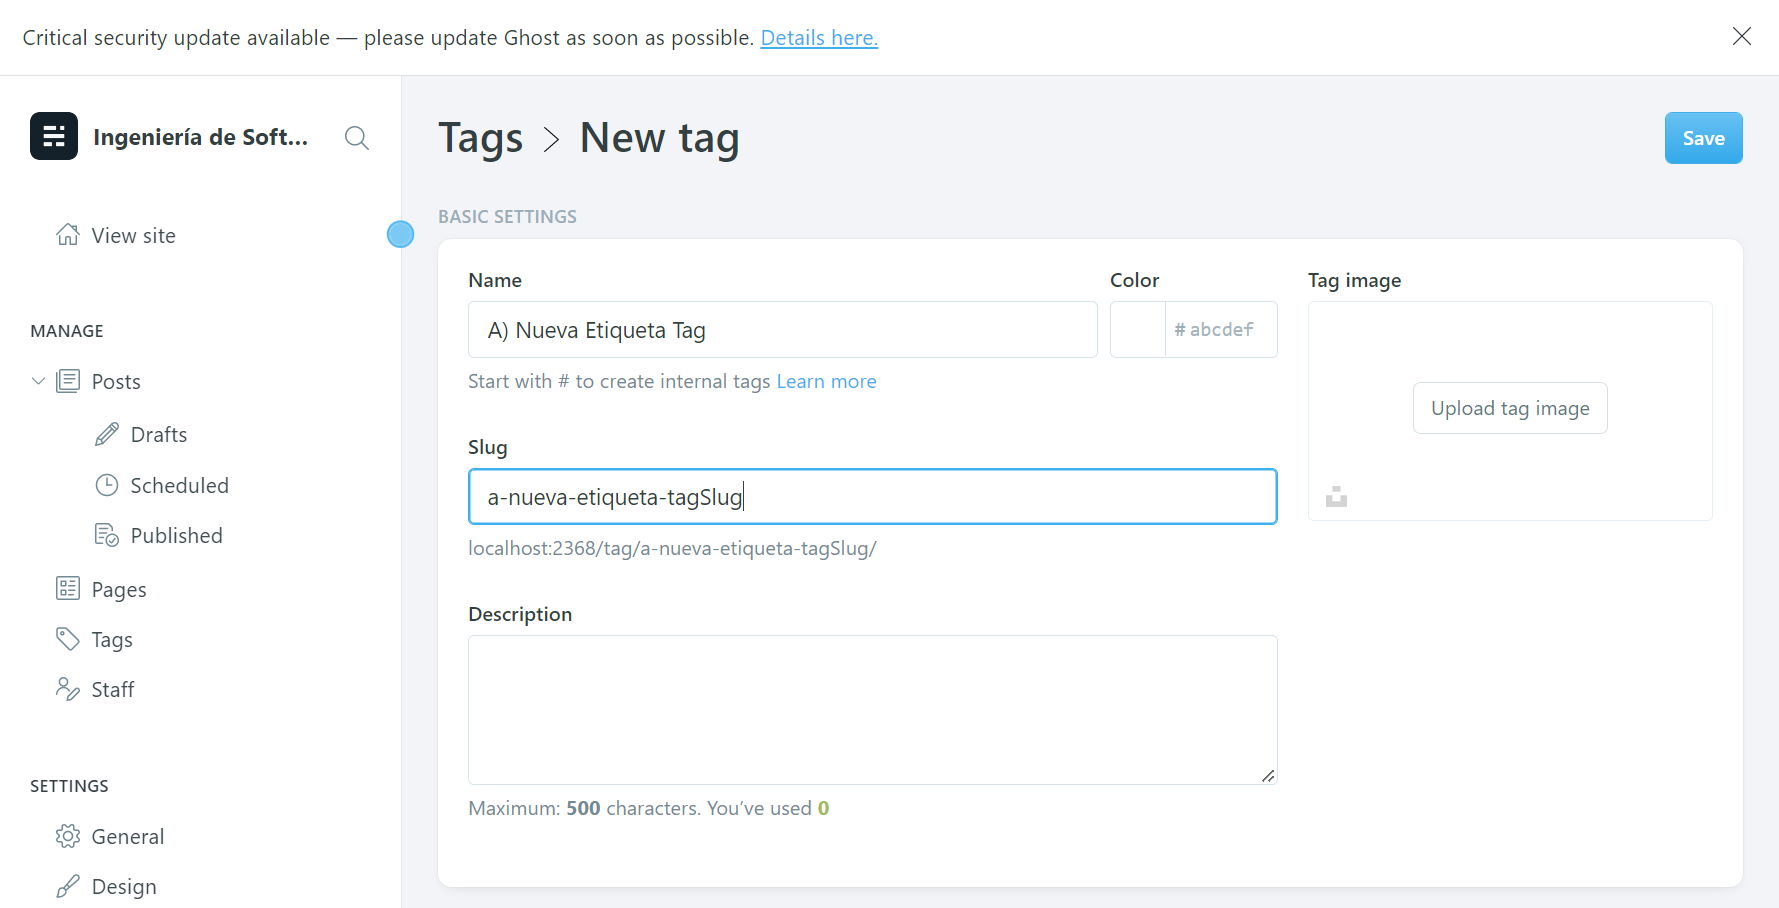 Critical security update available — please update Ghost as soon as possible. Details here.
Ingeniería de Soft...
View site
MANAGE
Posts
Drafts
Scheduled
Published
Pages
Tags
Staff
SETTINGS
General
Design
Tags > New tag
Save
BASIC SETTINGS
Name
A) Nueva Etiqueta Tag
Start with # to create internal tags Learn more
Color
# abcdef
Slug
a-nueva-etiqueta-tagSlug
localhost:2368/tag/a-nueva-etiqueta-tagSlug/
Description
Maximum: 500 characters. You’ve used 0
Tag image
Upload tag image